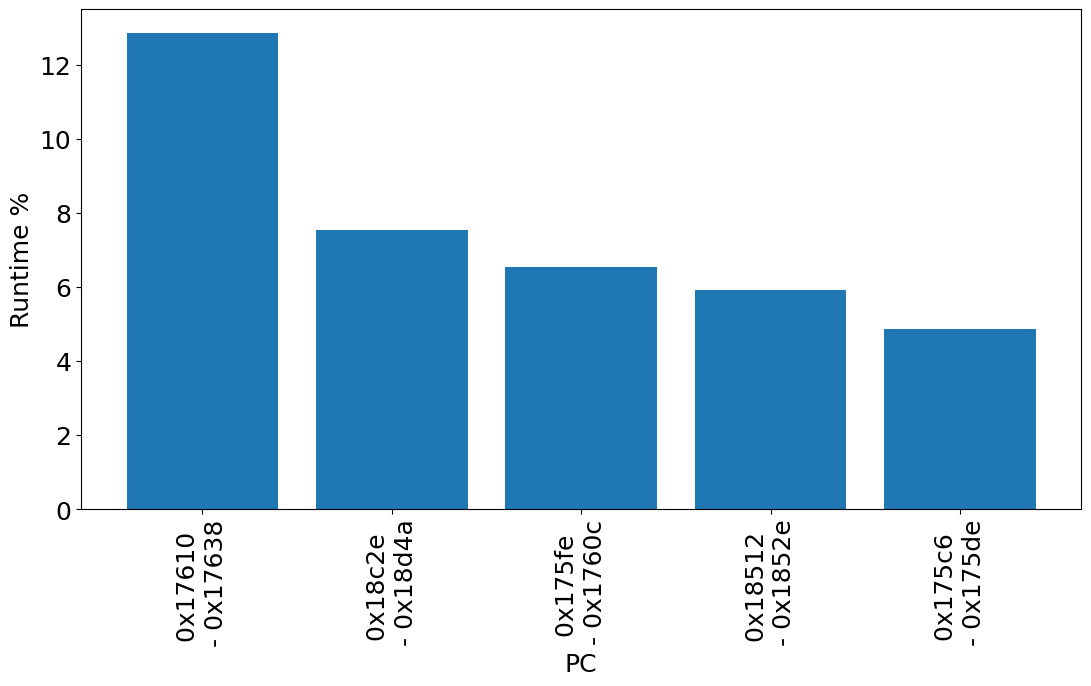 Runtime %
12
10
8
6
4
2
0
0x17610
- 0x17638
0x18c2e
- 0x18d4a
0x175fe
- 0x1760c
0x18512
- 0x1852e
0x175c6
- 0x175de
PC